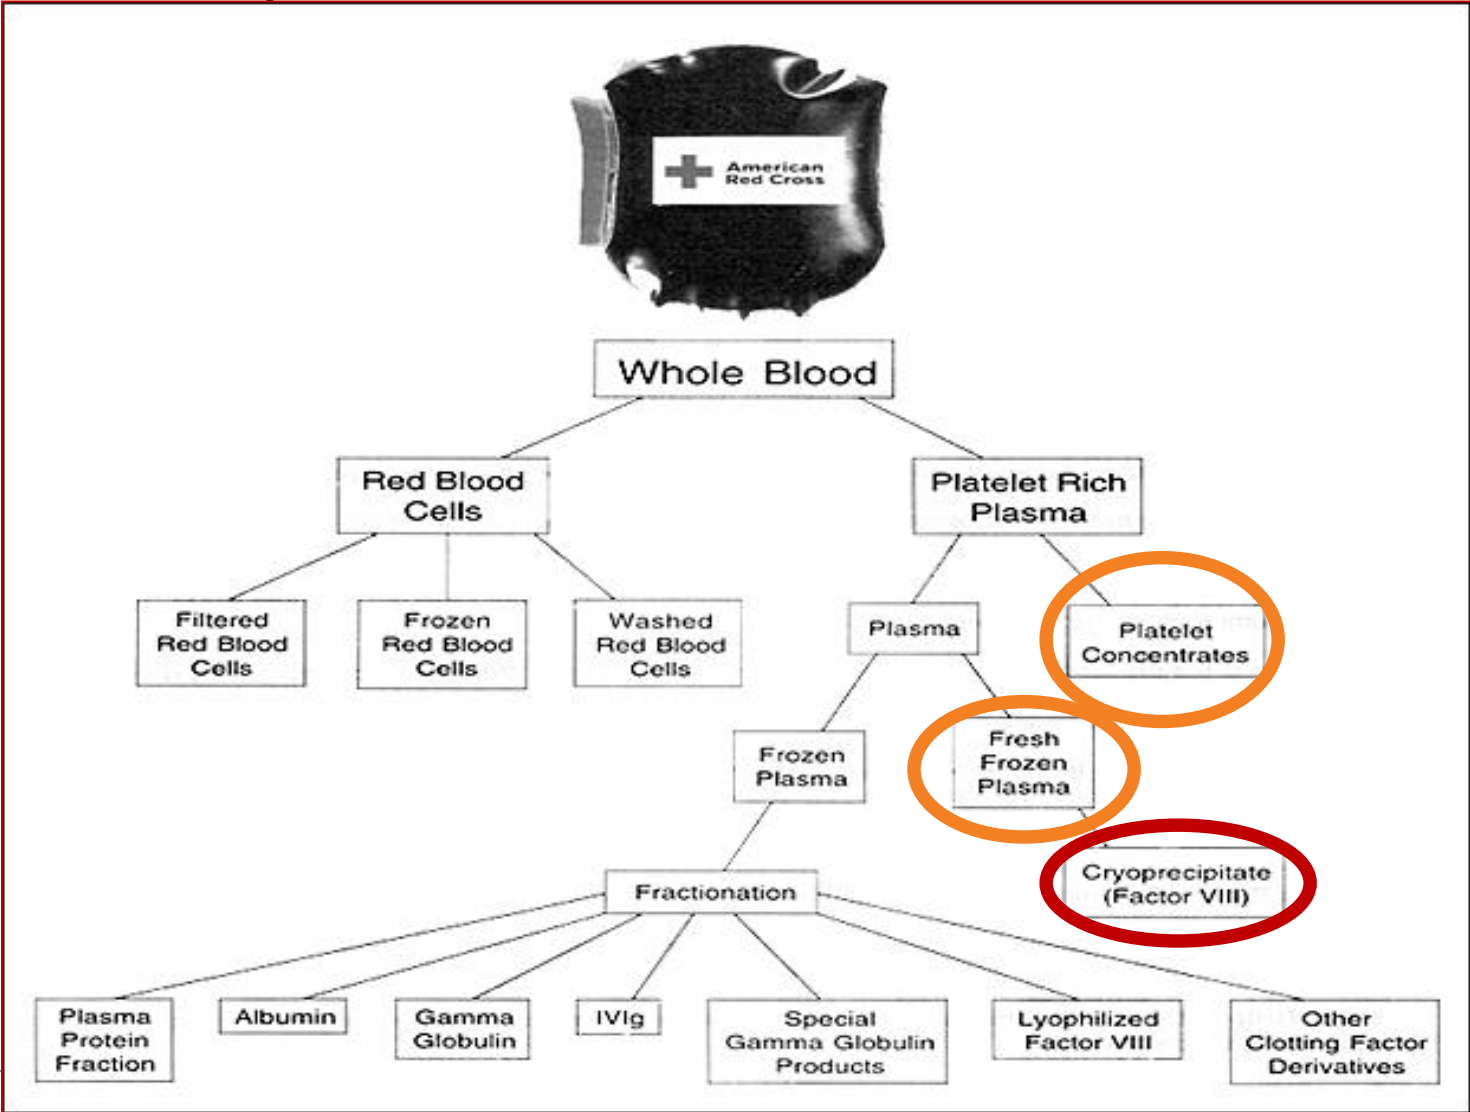 American
Red Cross
Whole Blood
Red Blood
Cells
Platelet Rich
Plasma
Filtered
Red Blood
Cells
Frozen
Red Blood
Cells
Washed
Red Blood
Cells
Plasma
Platelet
Concentrates
Frozen
Plasma
Fresh
Frozen
Plasma
Cryoprecipitate
(Factor VIII)
Fractionation
Plasma
Protein
Fraction
Albumin
Gamma
Globulin
IVIg
Special
Gamma Globulin
Products
Lyophilized
Factor VIII
Other
Clotting Factor
Derivatives